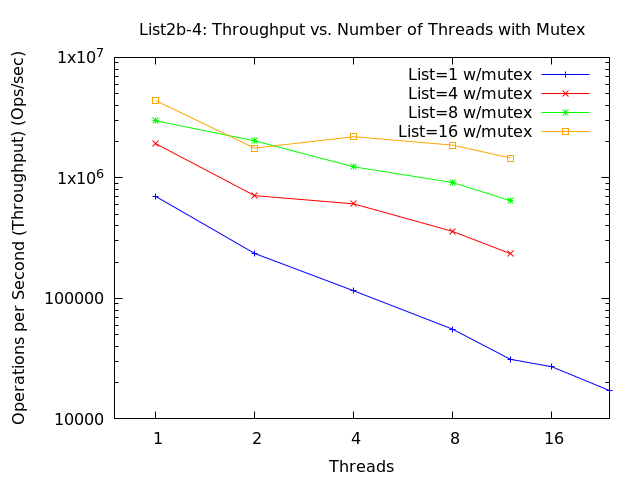 List2b-4: Throughput vs. Number of Threads with Mutex
Operations per Second (Throughput) (Ops/sec)
1x10^7
1x10^6
100000
10000
List=1 w/mutex
List=4 w/mutex
List=8 w/mutex
List=16 w/mutex
1 2 4 8 16
Threads